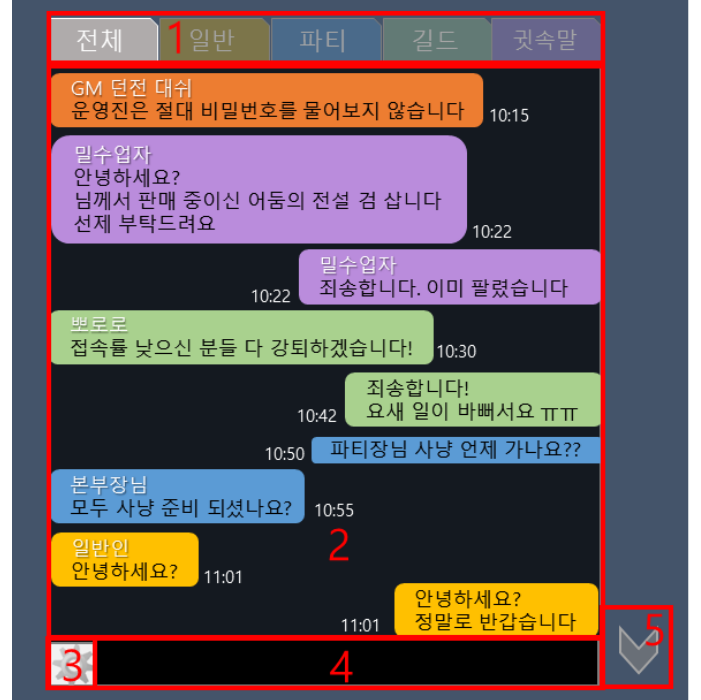 전체 1 일반 파티 길드 귓속말
GM 던전 대쉬
운영진은 절대 비밀번호를 물어보지 않습니다 10:15
밀수업자
안녕하세요?
님께서 판매 중이신 어둠의 전설 검 삽니다
선제 부탁드려요 10:22
밀수업자
10:22 죄송합니다. 이미 팔렸습니다
뽀로로
접속률 낮으신 분들 다 강퇴하겠습니다! 10:30
죄송합니다!
10:42 요새 일이 바빠서요 ㅠㅠ
10:50 파티장님 사냥 언제 가나요??
본부장님
모두 사냥 준비 되셨나요? 10:55
2
일반인
안녕하세요? 11:01
안녕하세요?
11:01 정말로 반갑습니다
3 4 5